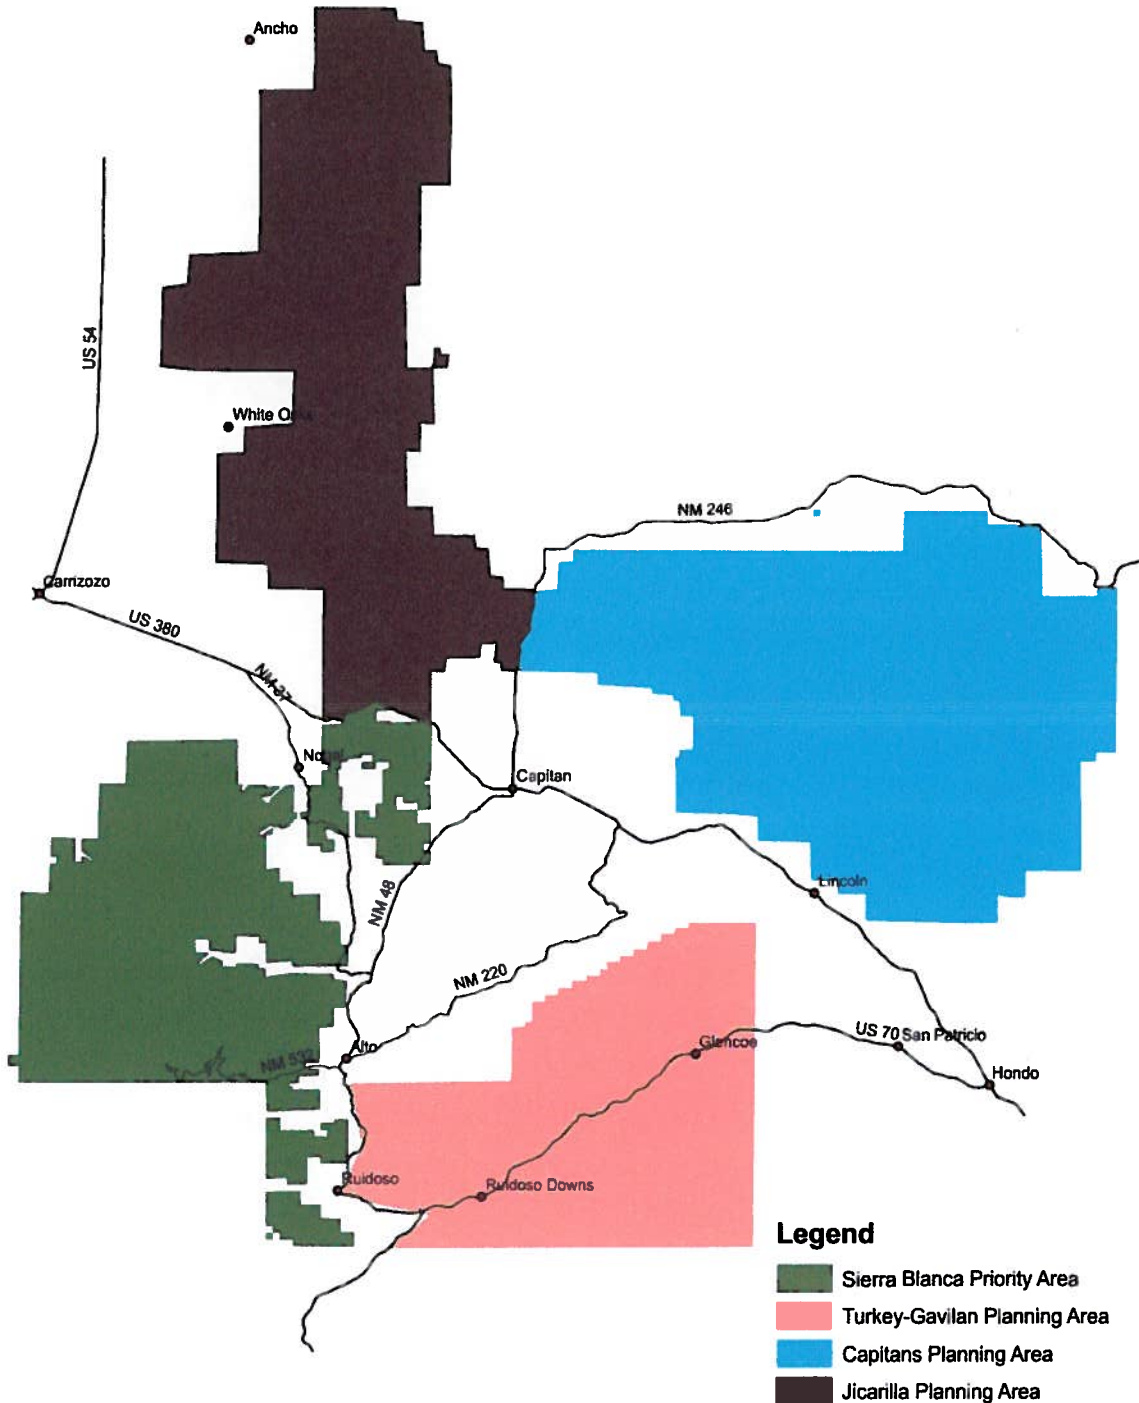 Ancho
US 54
White
NM 246
Carrizozo
US 380
NM 37
Capitan
NM 48
Lincoln
NM 220
US 70
San Patricio
Glencoe
Alto
NM 532
Hondo
Ruidoso
Ruidoso Downs
Legend
Sierra Blanca Priority Area
Turkey-Gavilan Planning Area
Capitans Planning Area
Jicarilla Planning Area